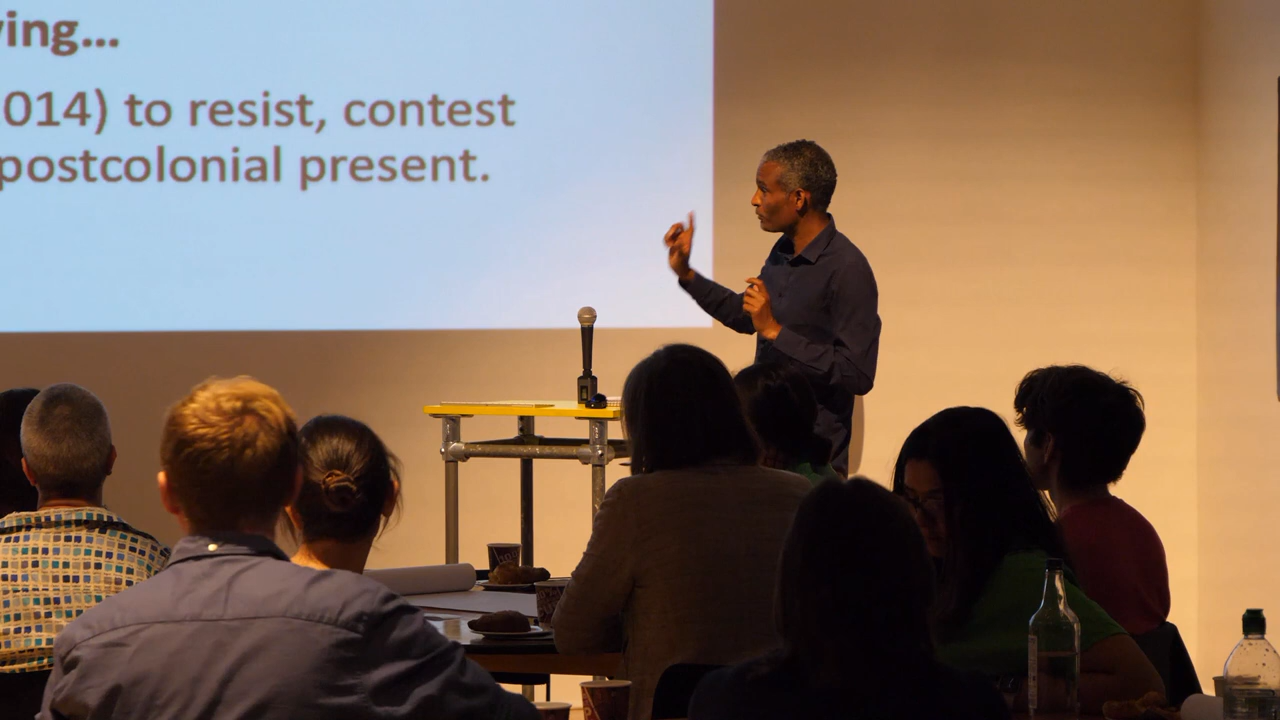 ving...
014) to resist, contest
postcolonial present.